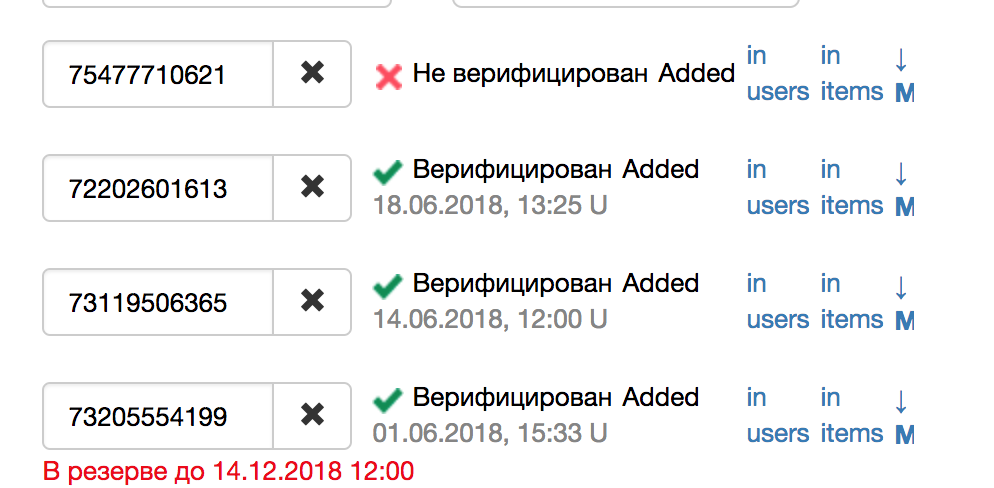 75477710621 Не верифицирован Added in users in items ↓ M
72202601613 Верифицирован Added in users in items ↓ M
18.06.2018, 13:25 U
73119506365 Верифицирован Added in users in items ↓ M
14.06.2018, 12:00 U
73205554199 Верифицирован Added in users in items ↓ M
01.06.2018, 15:33 U
В резерве до 14.12.2018 12:00